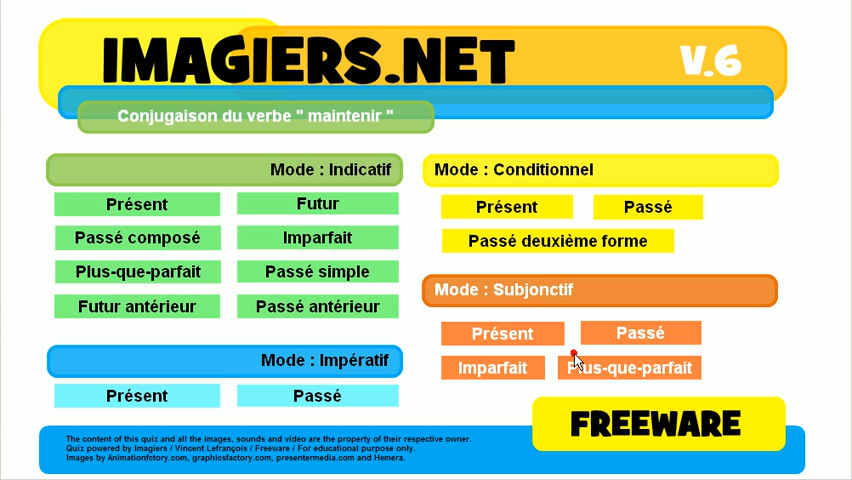 IMAGIERS.NET
V.6
Conjugaison du verbe " maintenir "
Mode : Indicatif
Présent
Futur
Passé composé
Imparfait
Plus-que-parfait
Passé simple
Futur antérieur
Passé antérieur
Mode : Impératif
Présent
Passé
Mode : Conditionnel
Présent
Passé
Passé deuxième forme
Mode : Subjonctif
Présent
Passé
Imparfait
Plus-que-parfait
FREEWARE
The content of this quiz and all the images, sounds and video are the property of their respective owner.
Quiz powered by Imagiers / Vincent Lefrançois / Freeware / For educational purpose only.
Images by Animationfctory.com, graphicsfactory.com, presentermedia.com and Hemera.